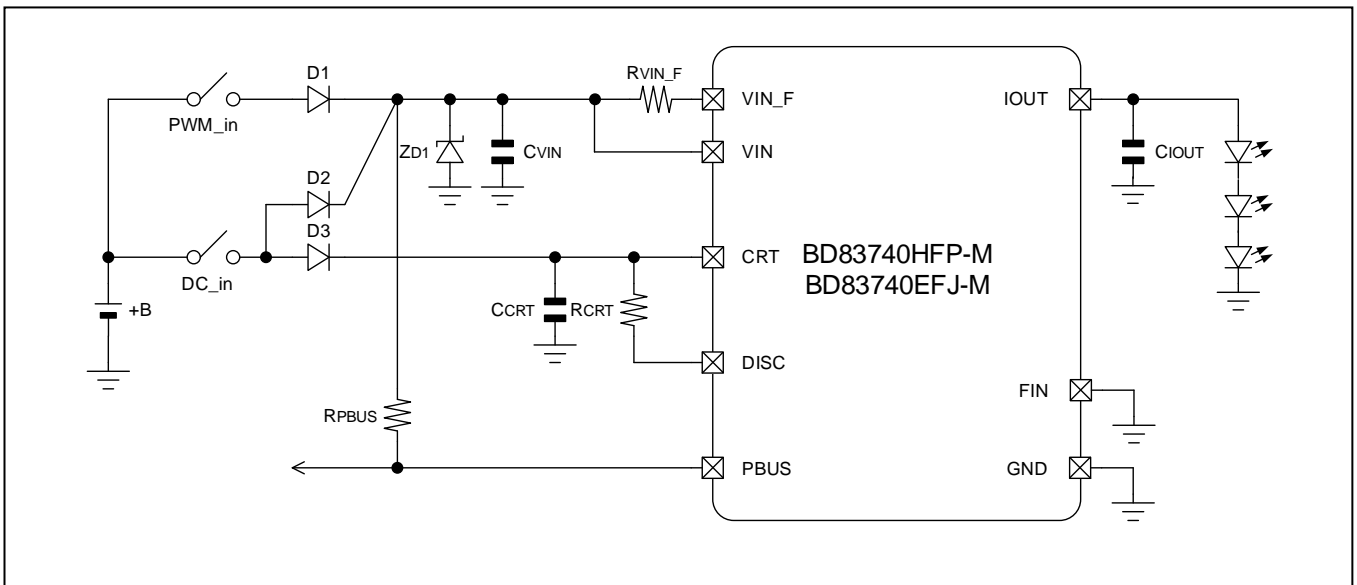 D1
PWM_in
RVIN_F
VIN_F
IOUT
ZD1
CVIN
VIN
CIOUT
D2
D3
DC_in
CRT
BD83740HFP-M
BD83740EFJ-M
+B
CCRT
RCRT
DISC
FIN
RPBUS
PBUS
GND